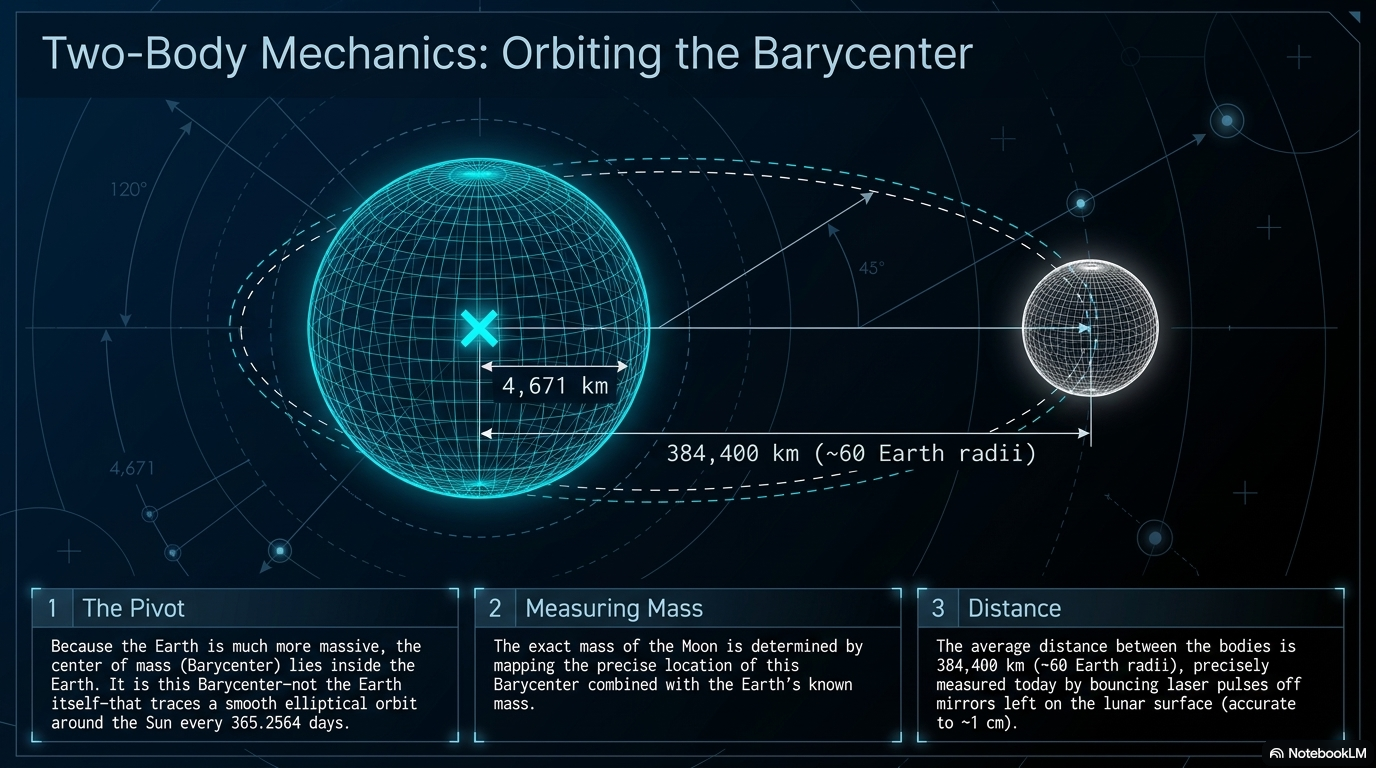 Two-Body Mechanics: Orbiting the Barycenter
120°
45°
4,671 km
384,400 km (~60 Earth radii)
4,671
1 The Pivot
Because the Earth is much more massive, the
center of mass (Barycenter) lies inside the
Earth. It is this Barycenter—not the Earth
itself—that traces a smooth elliptical orbit
around the Sun every 365.2564 days.
2 Measuring Mass
The exact mass of the Moon is determined by
mapping the precise location of this
Barycenter combined with the Earth's known
mass.
3 Distance
The average distance between the bodies is
384,400 km (~60 Earth radii), precisely
measured today by bouncing laser pulses off
mirrors left on the lunar surface (accurate
to ~1 cm).
NotebookLM